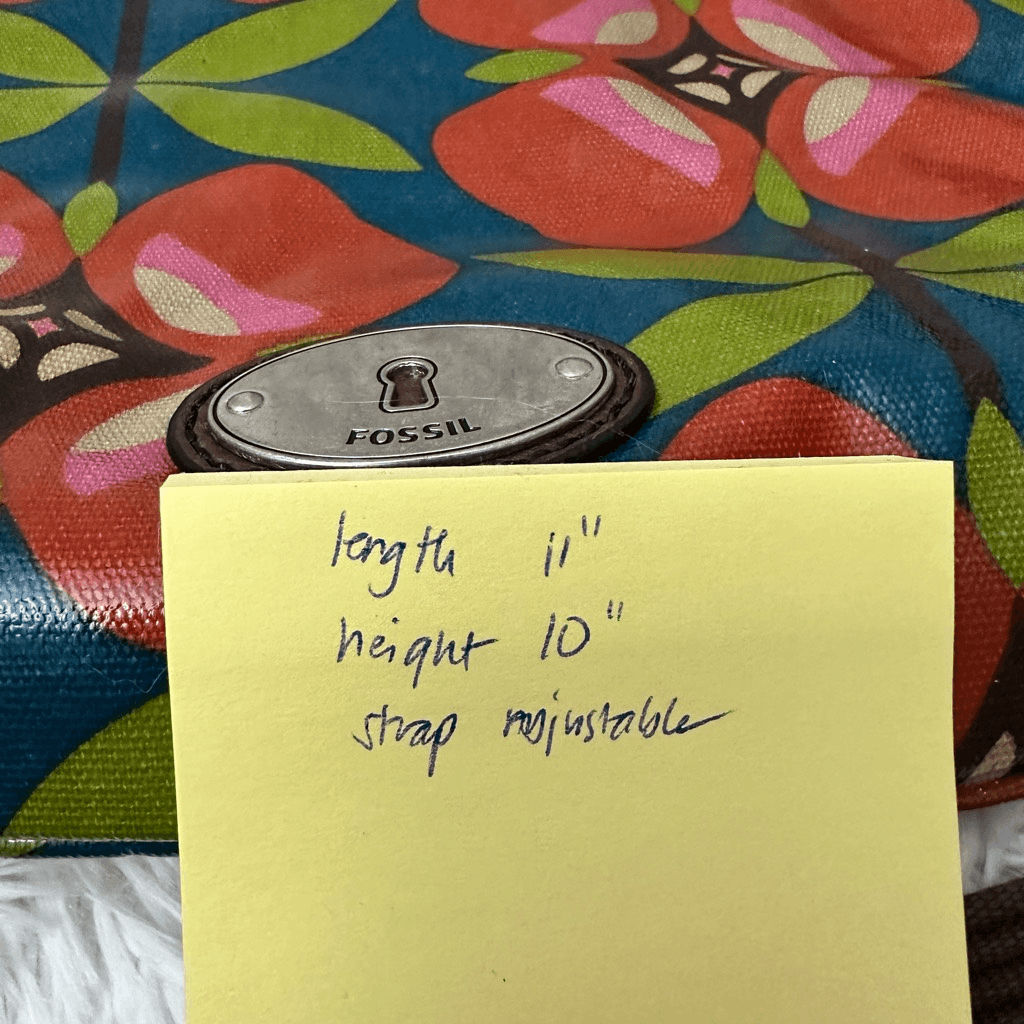 FOSSIL
length 11"
height 10"
strap adjustable